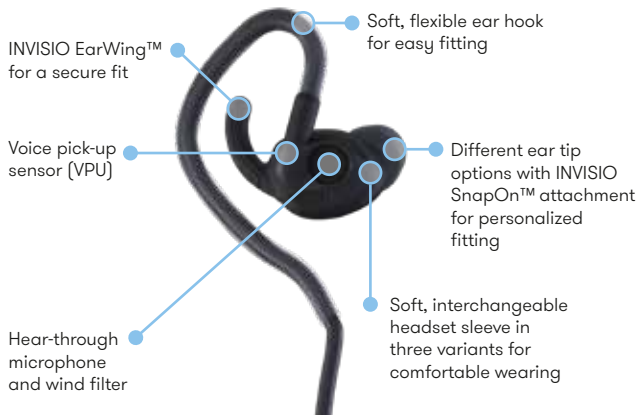 Soft, flexible ear hook
for easy fitting
INVISIO EarWing™
for a secure fit
Voice pick-up
sensor (VPU)
Different ear tip
options with INVISIO
SnapOn™ attachment
for personalized
fitting
Soft, interchangeable
headset sleeve in
three variants for
comfortable wearing
Hear-through
microphone
and wind filter